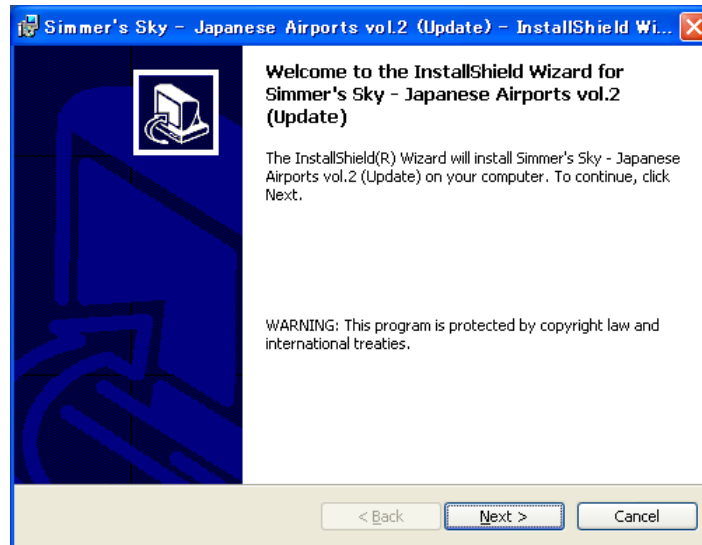 Simmer's Sky - Japanese Airports vol.2 (Update) - InstallShield Wi...
Welcome to the InstallShield Wizard for
Simmer's Sky - Japanese Airports vol.2
(Update)
The InstallShield(R) Wizard will install Simmer's Sky - Japanese
Airports vol.2 (Update) on your computer. To continue, click
Next.
WARNING: This program is protected by copyright law and
international treaties.
< Back
Next >
Cancel